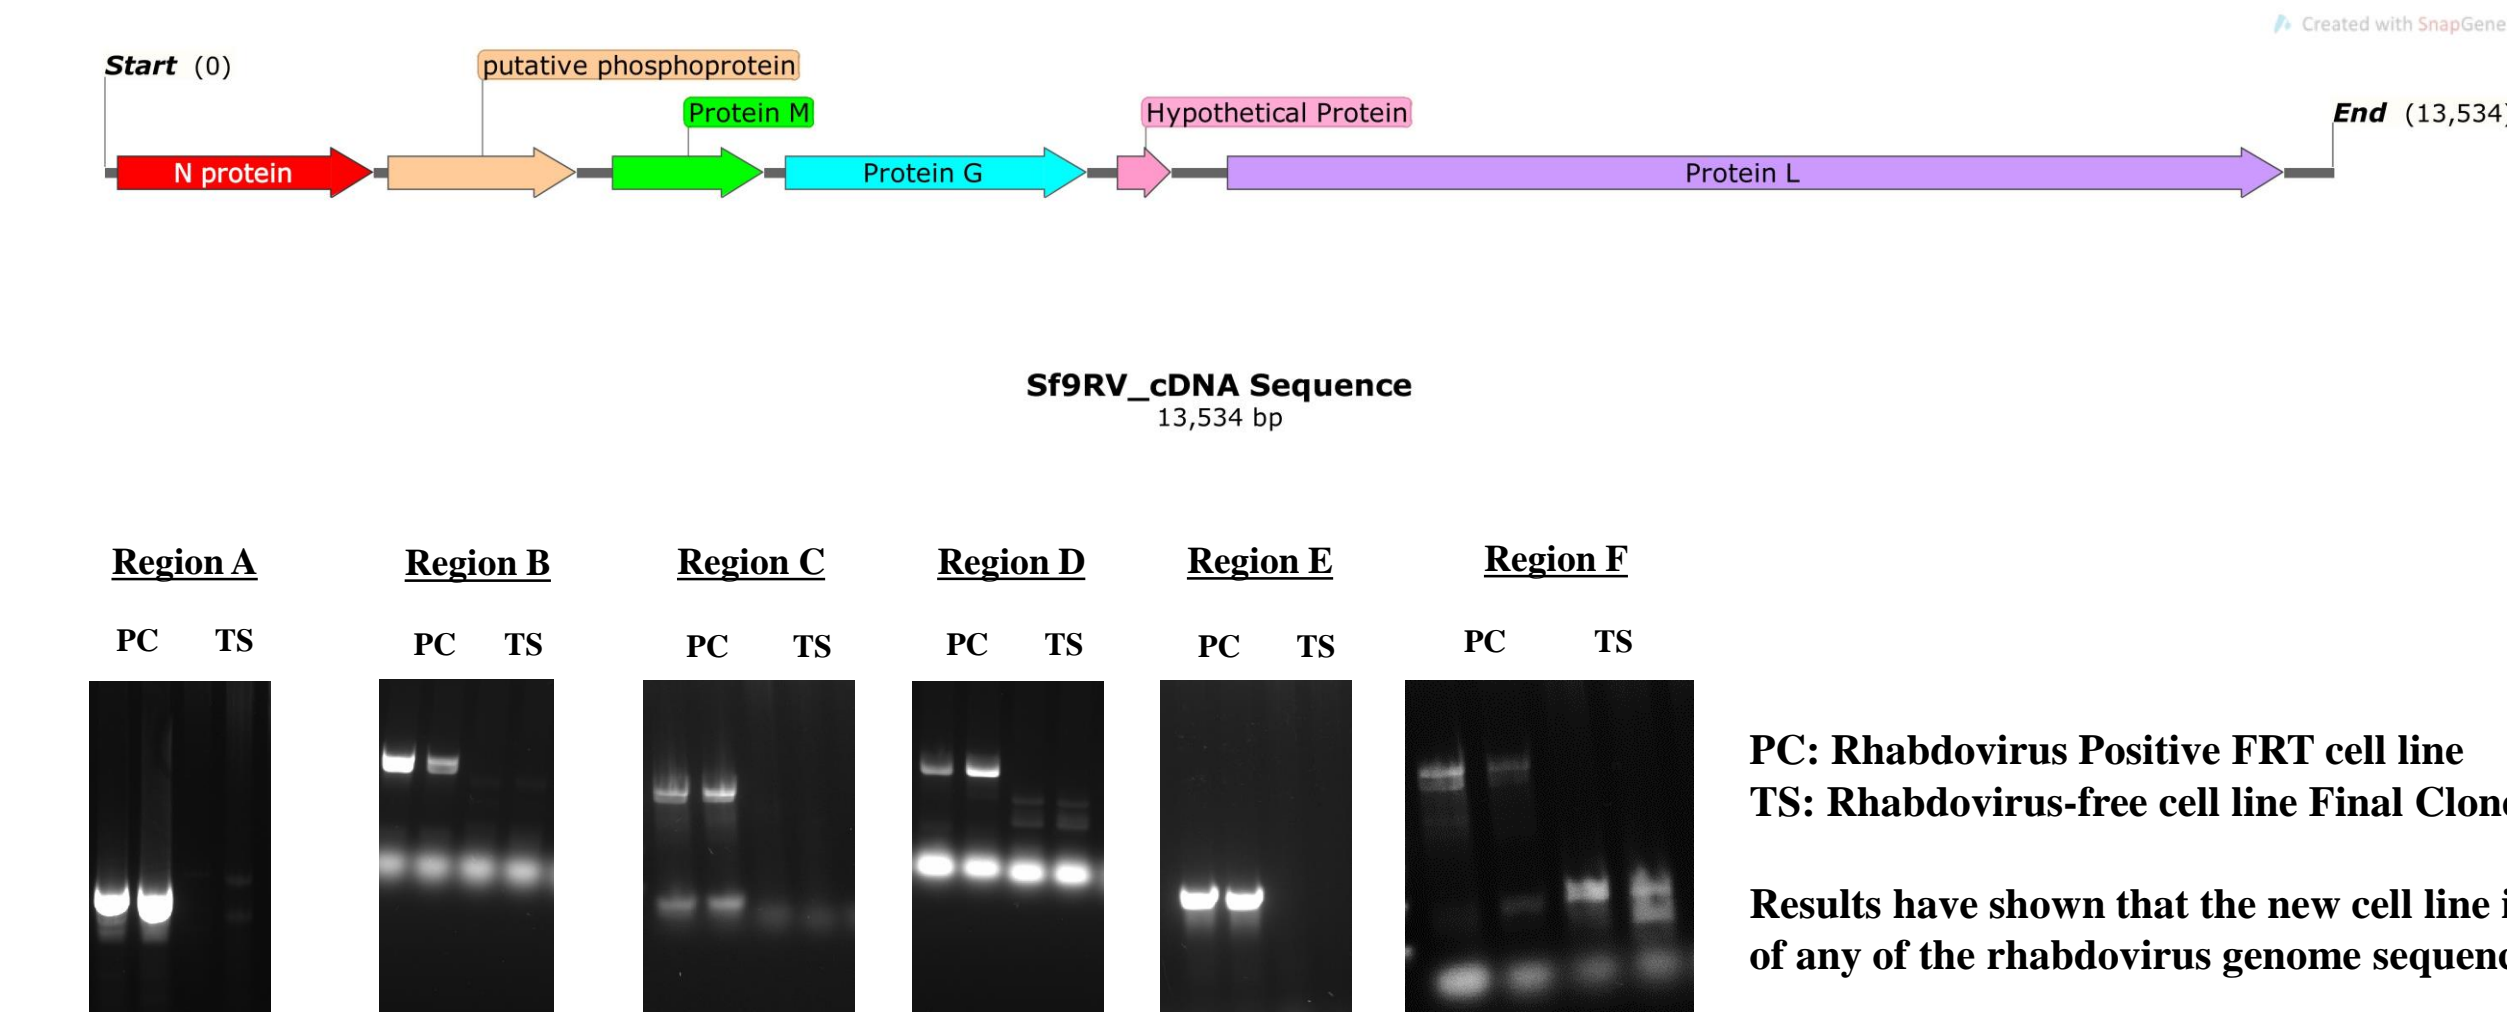 Created with SnapGene
Start (0)
putative phosphoprotein
Protein M
Hypothetical Protein
End (13,534)
N protein
Protein G
Protein L
Sf9RV_cDNA Sequence
13,534 bp
Region A
Region B
Region C
Region D
Region E
Region F
PC TS
PC TS
PC TS
PC TS
PC TS
PC TS
PC: Rhabdovirus Positive FRT cell line
TS: Rhabdovirus-free cell line Final Clone
Results have shown that the new cell line
of any of the rhabdovirus genome